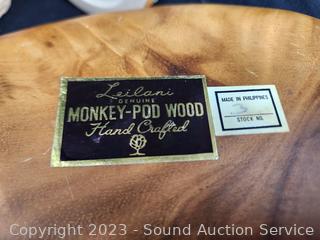 Leilani
GENUINE
MONKEY-POD WOOD
Hand Crafted
MADE IN PHILIPPINES
STOCK NO.
Copyright 2023 - Sound Auction Service